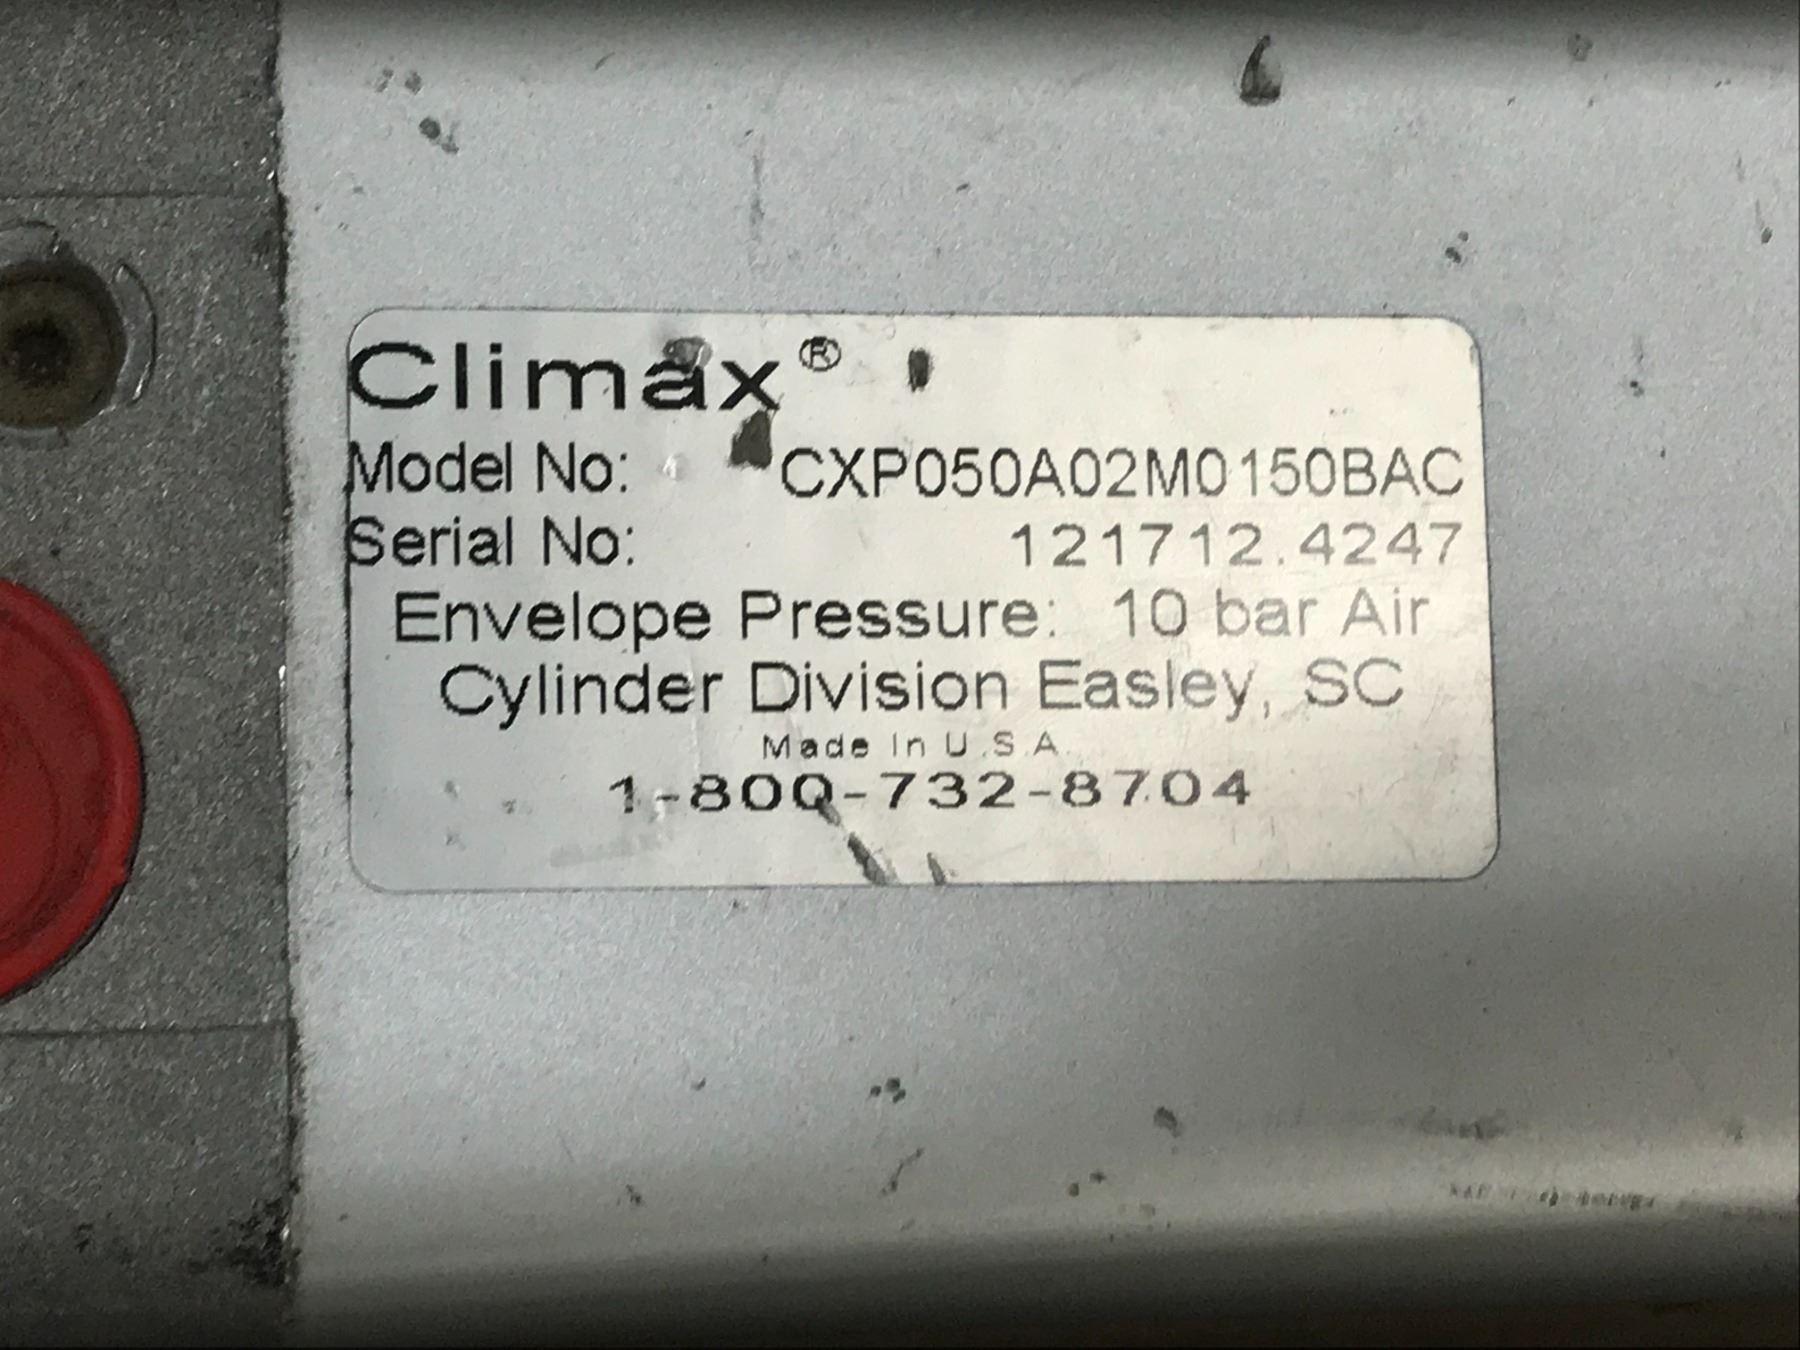 Climax®
Model No: CXP050A02M0150BAC
Serial No: 121712.4247
Envelope Pressure: 10 bar Air
Cylinder Division Easley, SC
Made In U.S.A.
1-800-732-8704